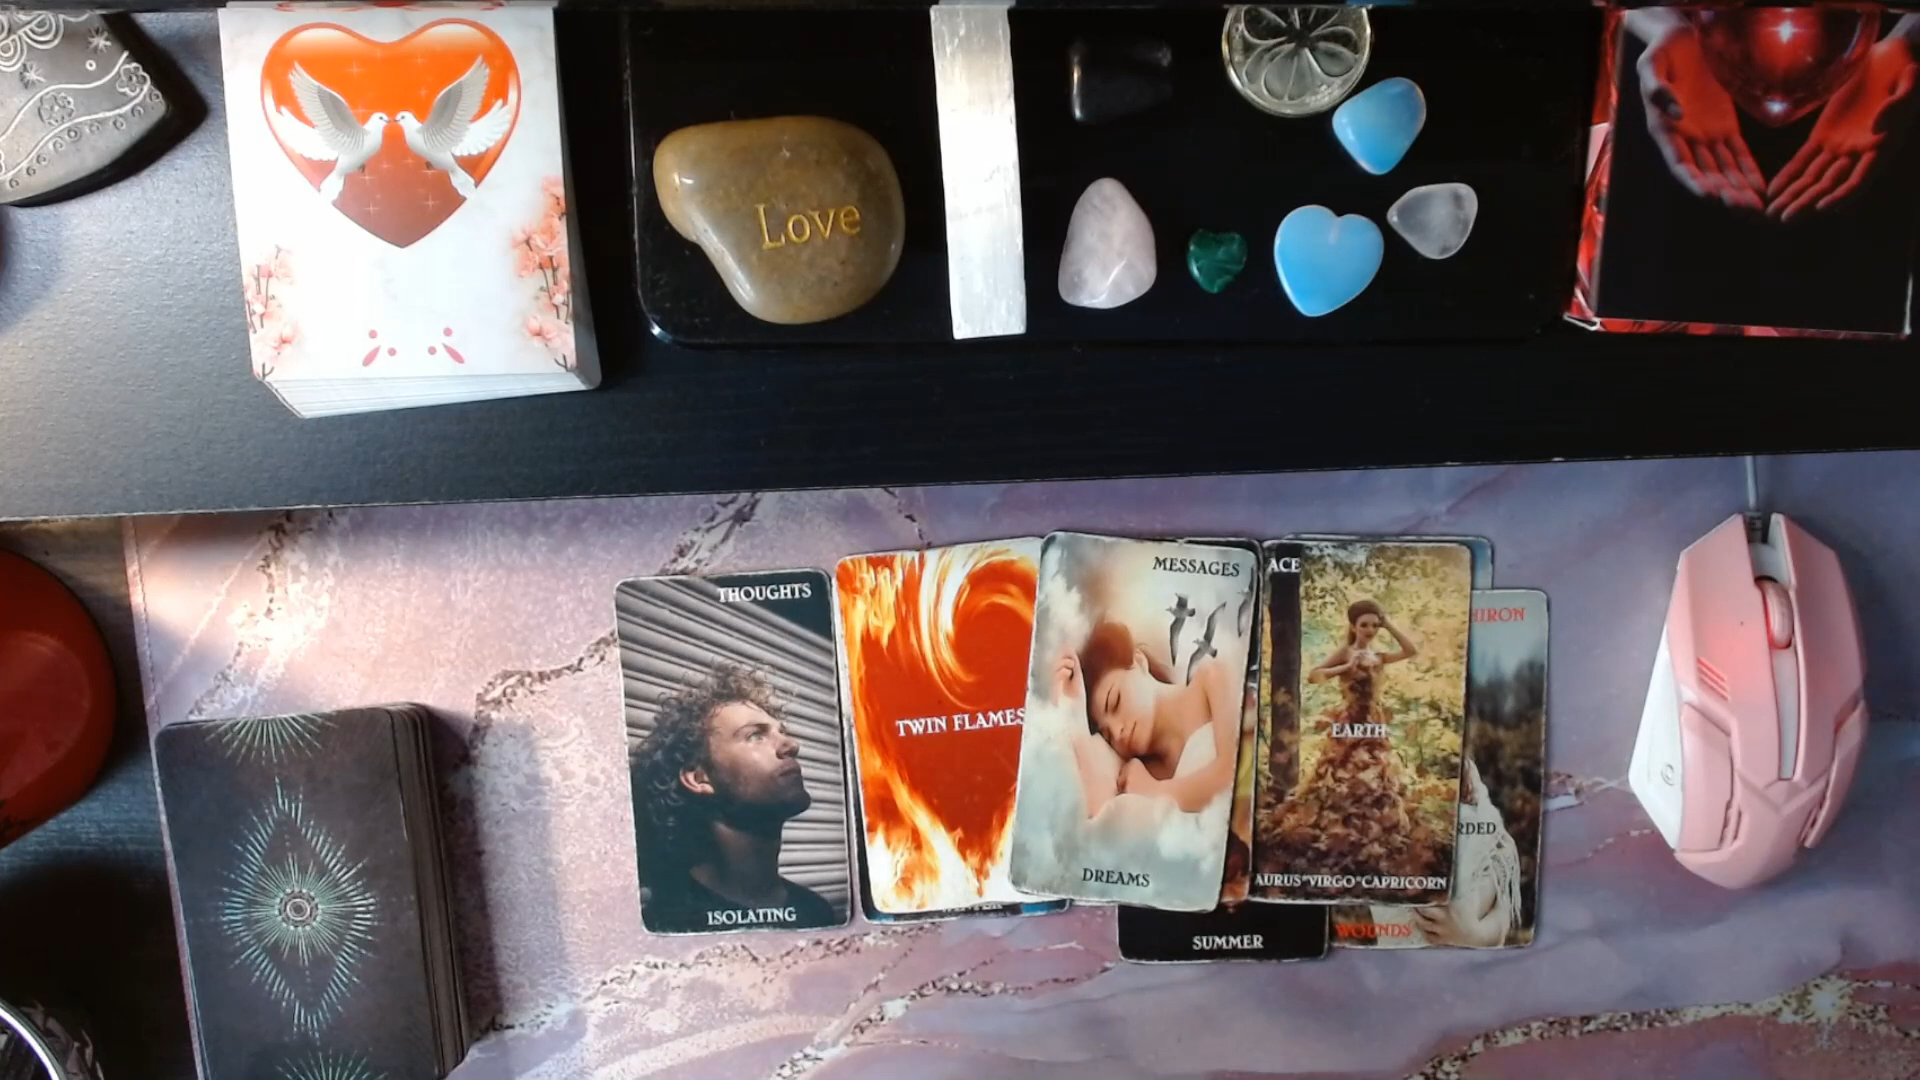 Love
THOUGHTS
ISOLATING
TWIN FLAMES
MESSAGES
DREAMS
SUMMER
ACE
EARTH
AURUS*VIRGO*CAPRICORN
HIRON
RDED
WOUNDS